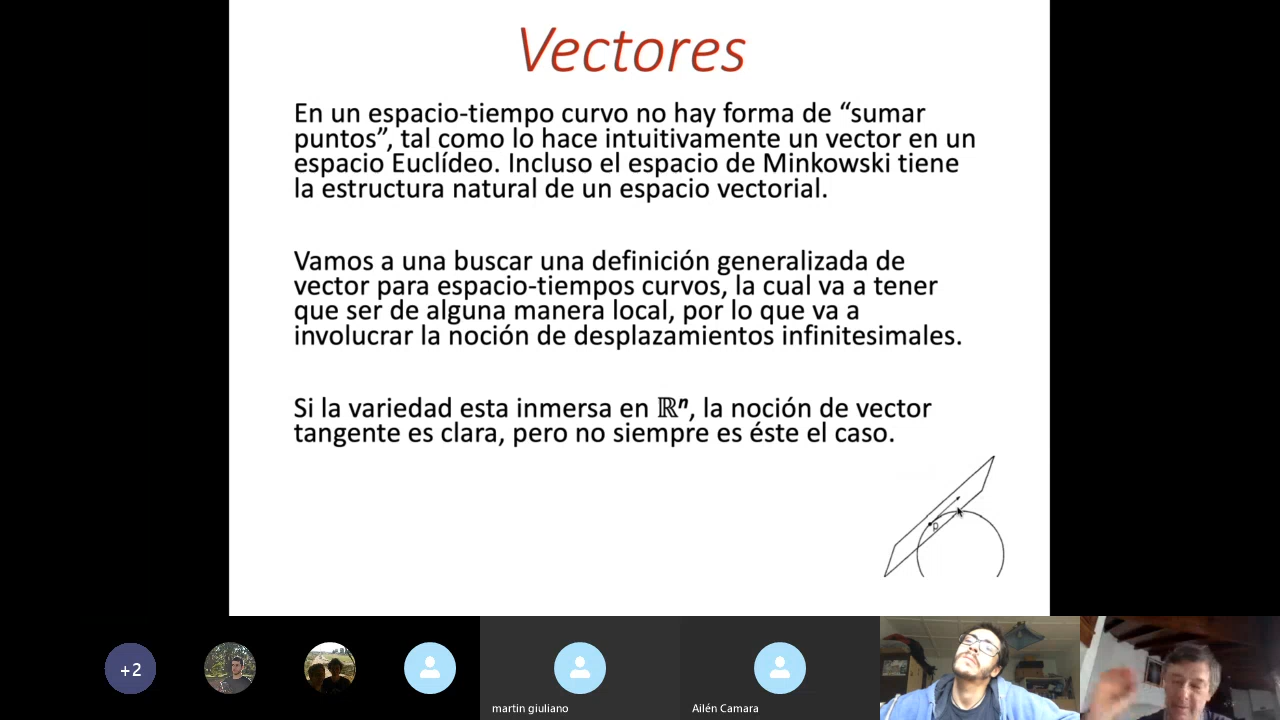 Vectores
En un espacio-tiempo curvo no hay forma de “sumar
puntos”, tal como lo hace intuitivamente un vector en un
espacio Euclídeo. Incluso el espacio de Minkowski tiene
la estructura natural de un espacio vectorial.
Vamos a una buscar una definición generalizada de
vector para espacio-tiempos curvos, la cual va a tener
que ser de alguna manera local, por lo que va a
involucrar la noción de desplazamientos infinitesimales.
Si la variedad esta inmersa en ℝⁿ, la noción de vector
tangente es clara, pero no siempre es éste el caso.
p
+2
martin giuliano
Ailén Camara